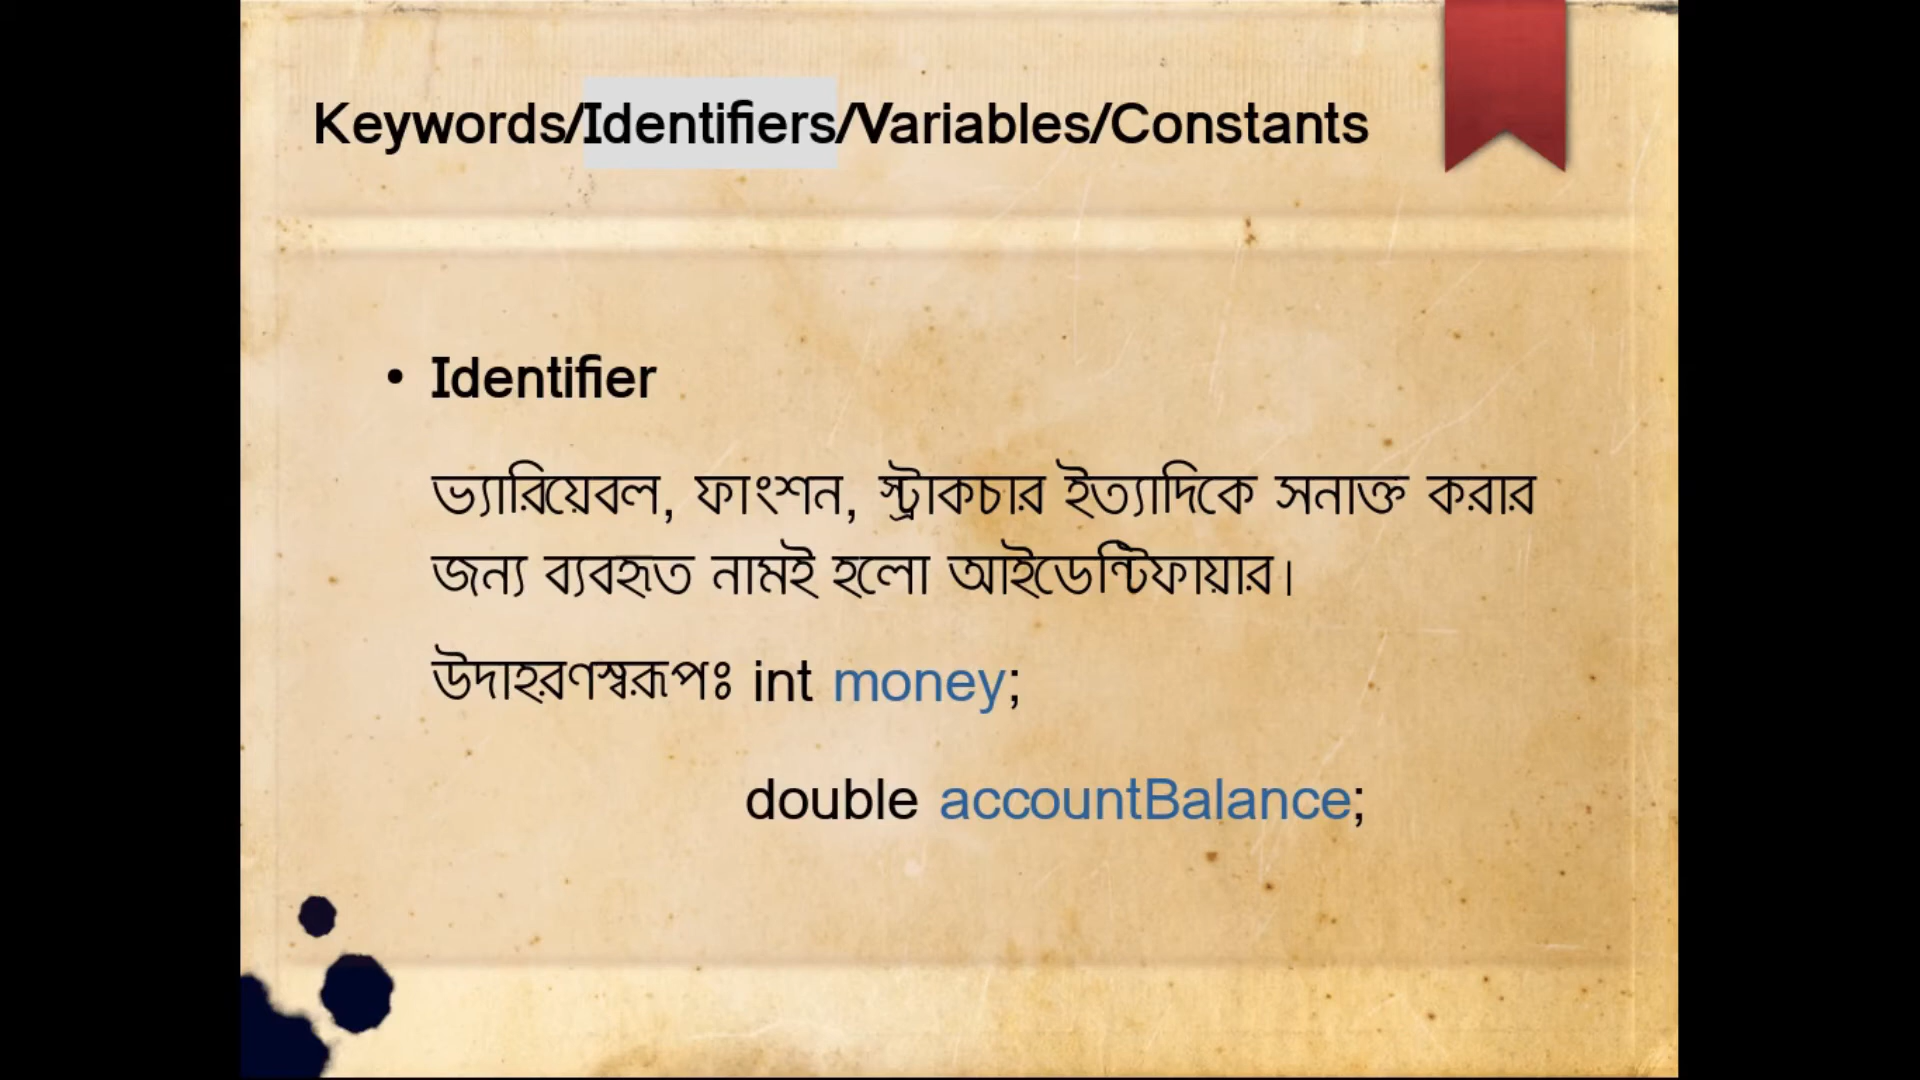 Keywords/Identifiers/Variables/Constants
• Identifier
ভ্যারিয়েবল, ফাংশন, স্ট্রাকচার ইত্যাদিকে সনাক্ত করার
জন্য ব্যবহৃত নামই হলো আইডেন্টিফায়ার।
উদাহরণস্বরূপঃ int money;
double accountBalance;